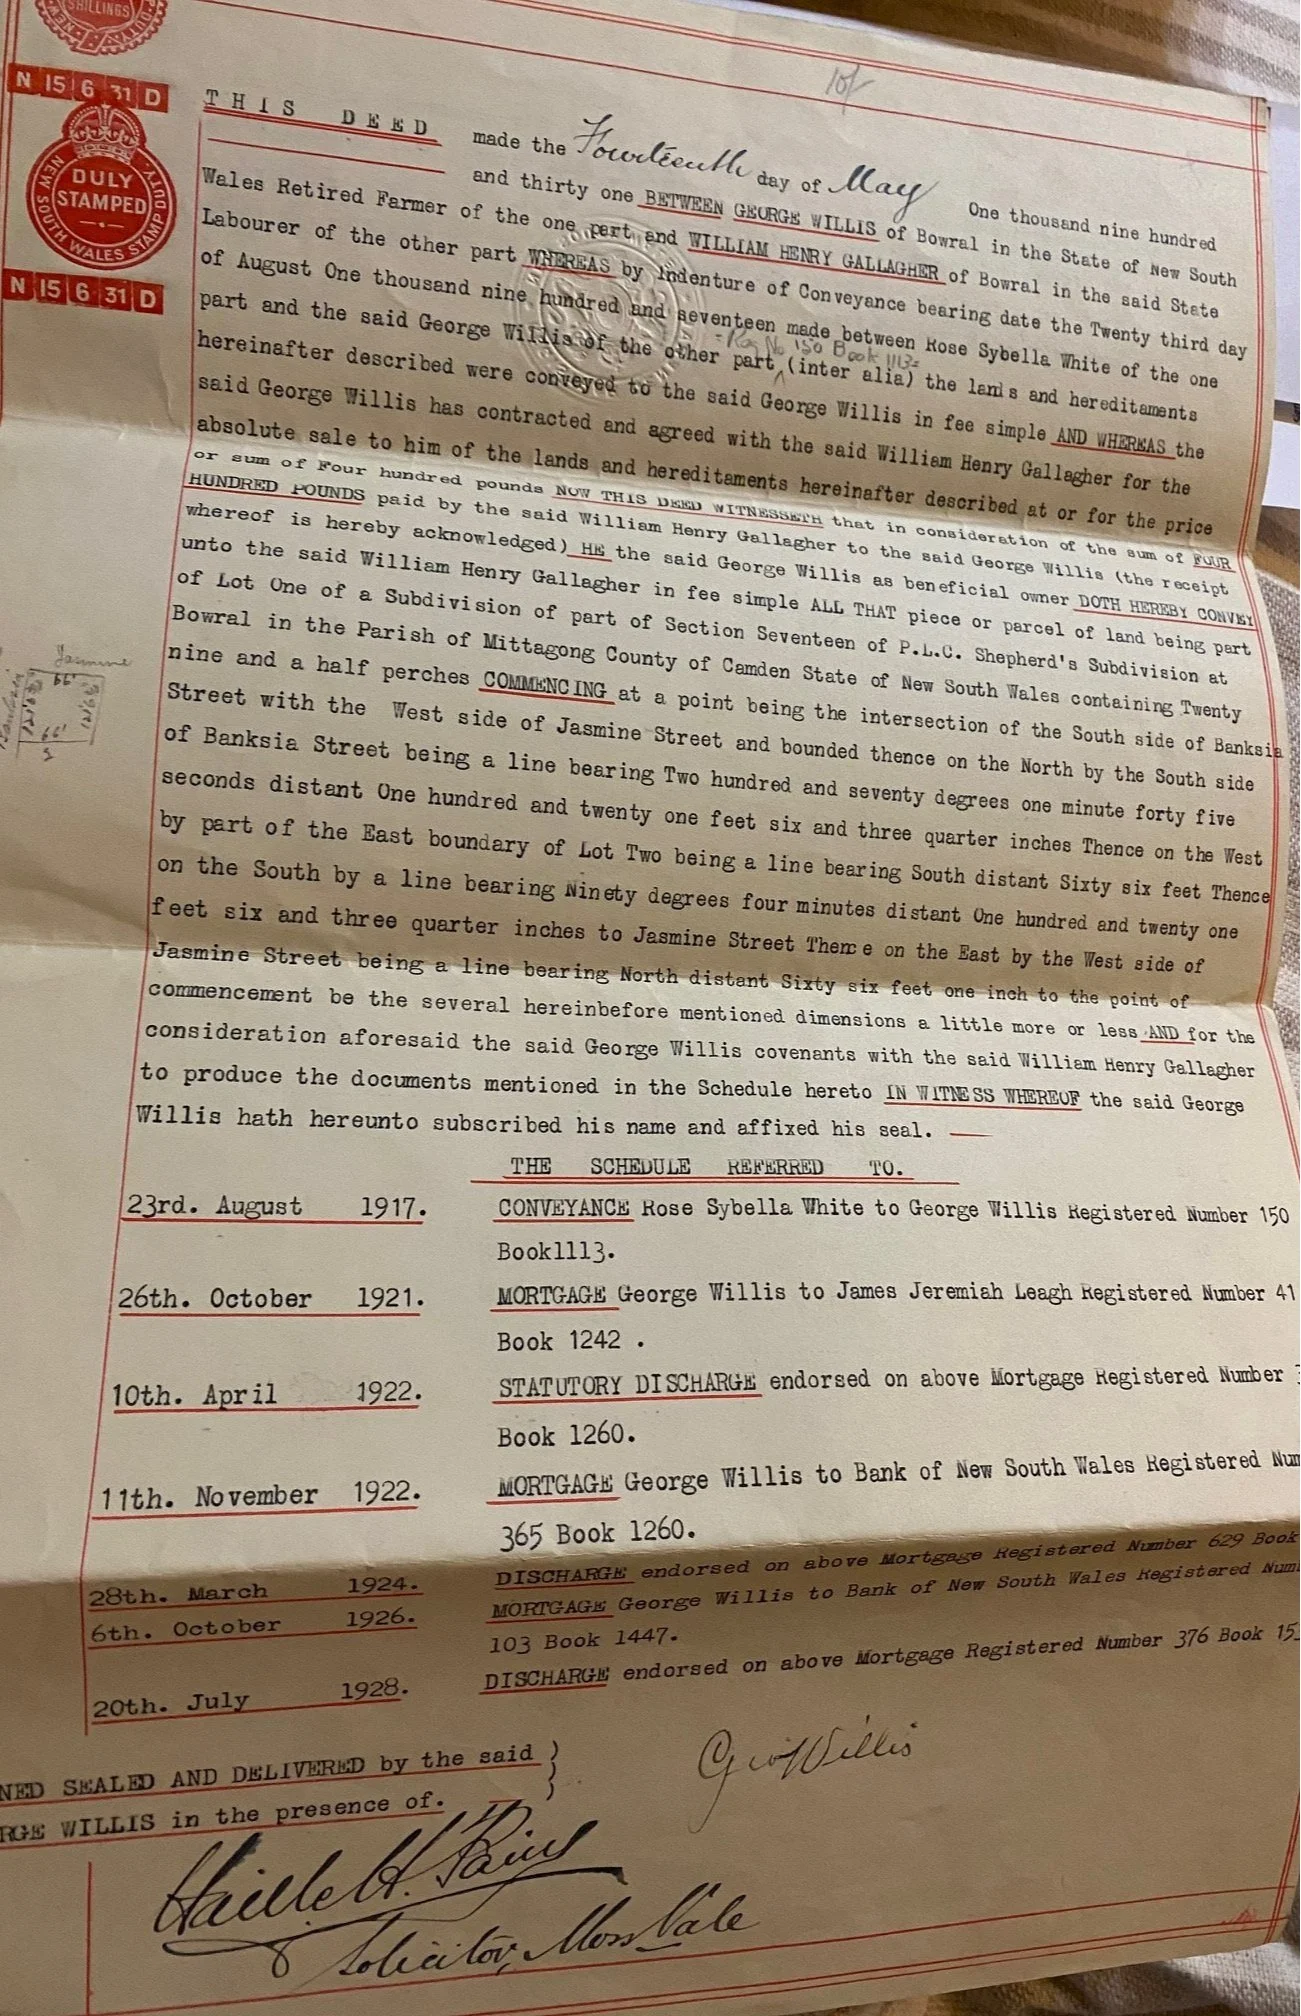 SHILLINGS
N 15 6 31 D
NEW SOUTH WALES STAMP DUTY
DULY
STAMPED
N 15 6 31 D
10/-
THIS DEED made the Fourteenth day of May One thousand nine hundred
and thirty one BETWEEN GEORGE WILLIS of Bowral in the State of New South
Wales Retired Farmer of the one part and WILLIAM HENRY GALLAGHER of Bowral in the said State
Labourer of the other part WHEREAS by Indenture of Conveyance bearing date the Twenty third day
of August One thousand nine hundred and seventeen made between Rose Sybella White of the one
part and the said George Willis of the other part (inter alia) the lands and hereditaments
Reg No 150 Book 1113
hereinafter described were conveyed to the said George Willis in fee simple AND WHEREAS the
said George Willis has contracted and agreed with the said William Henry Gallagher for the
absolute sale to him of the lands and hereditaments hereinafter described at or for the price
or sum of Four hundred pounds NOW THIS DEED WITNESSETH that in consideration of the sum of FOUR
HUNDRED POUNDS paid by the said William Henry Gallagher to the said George Willis (the receipt
whereof is hereby acknowledged) HE the said George Willis as beneficial owner DOTH HEREBY CONVEY
unto the said William Henry Gallagher in fee simple ALL THAT piece or parcel of land being part
of Lot One of a Subdivision of part of Section Seventeen of P.L.C. Shepherd's Subdivision at
Bowral in the Parish of Mittagong County of Camden State of New South Wales containing Twenty
nine and a half perches COMMENCING at a point being the intersection of the South side of Banksia
Street with the West side of Jasmine Street and bounded thence on the North by the South side
of Banksia Street being a line bearing Two hundred and seventy degrees one minute forty five
seconds distant One hundred and twenty one feet six and three quarter inches Thence on the West
by part of the East boundary of Lot Two being a line bearing South distant Sixty six feet Thence
on the South by a line bearing Ninety degrees four minutes distant One hundred and twenty one
feet six and three quarter inches to Jasmine Street Thence on the East by the West side of
Jasmine Street being a line bearing North distant Sixty six feet one inch to the point of
commencement be the several hereinbefore mentioned dimensions a little more or less AND for the
consideration aforesaid the said George Willis covenants with the said William Henry Gallagher
to produce the documents mentioned in the Schedule hereto IN WITNESS WHEREOF the said George
Willis hath hereunto subscribed his name and affixed his seal.
Jasmine
66'
Banksia
66'
THE SCHEDULE REFERRED TO.
23rd. August 1917. CONVEYANCE Rose Sybella White to George Willis Registered Number 150
Book1113.
26th. October 1921. MORTGAGE George Willis to James Jeremiah Leagh Registered Number 41
Book 1242 .
10th. April 1922. STATUTORY DISCHARGE endorsed on above Mortgage Registered Number
Book 1260.
11th. November 1922. MORTGAGE George Willis to Bank of New South Wales Registered Num
365 Book 1260.
28th. March 1924. DISCHARGE endorsed on above Mortgage Registered Number 629 Book
6th. October 1926. MORTGAGE George Willis to Bank of New South Wales Registered Num
103 Book 1447.
20th. July 1928. DISCHARGE endorsed on above Mortgage Registered Number 376 Book 15
NED SEALED AND DELIVERED by the said
RGE WILLIS in the presence of.
Geo Willis
Solicitor, Moss Vale